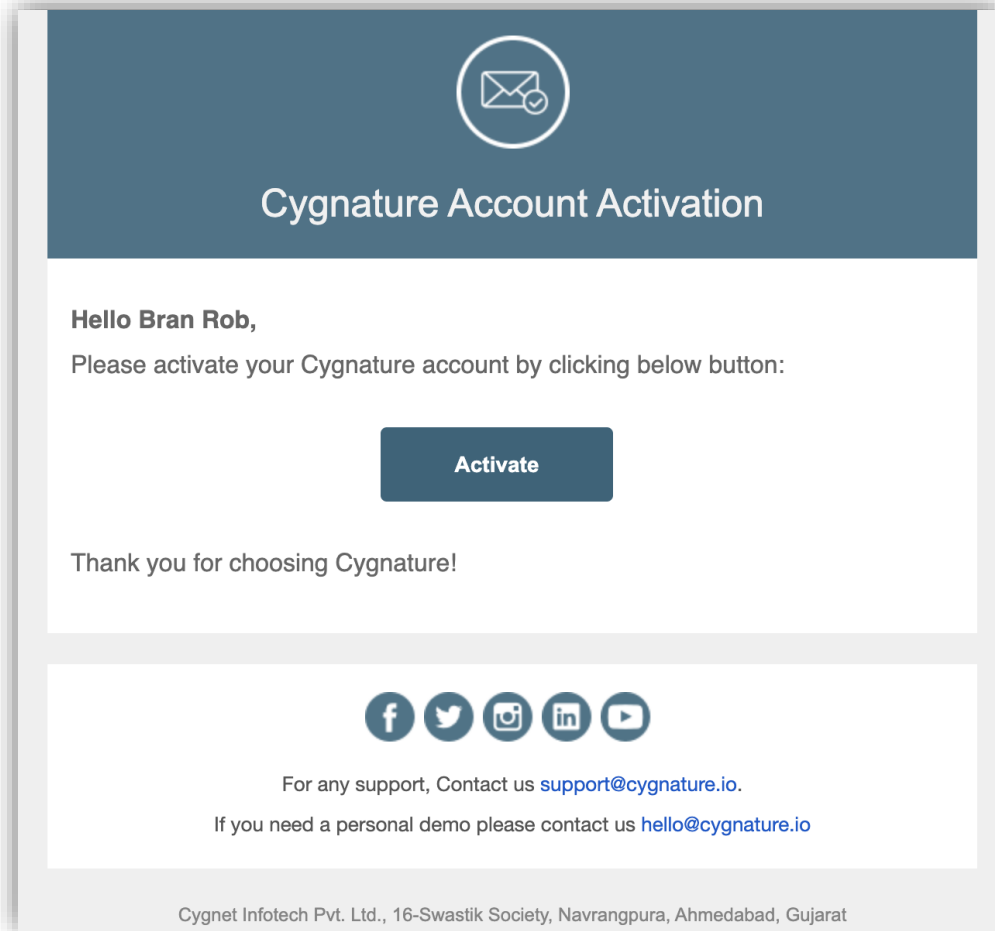 Cygnature Account Activation
Hello Bran Rob,
Please activate your Cygnature account by clicking below button:
Activate
Thank you for choosing Cygnature!
For any support, Contact us support@cygnature.io.
If you need a personal demo please contact us hello@cygnature.io
Cygnet Infotech Pvt. Ltd., 16-Swastik Society, Navrangpura, Ahmedabad, Gujarat